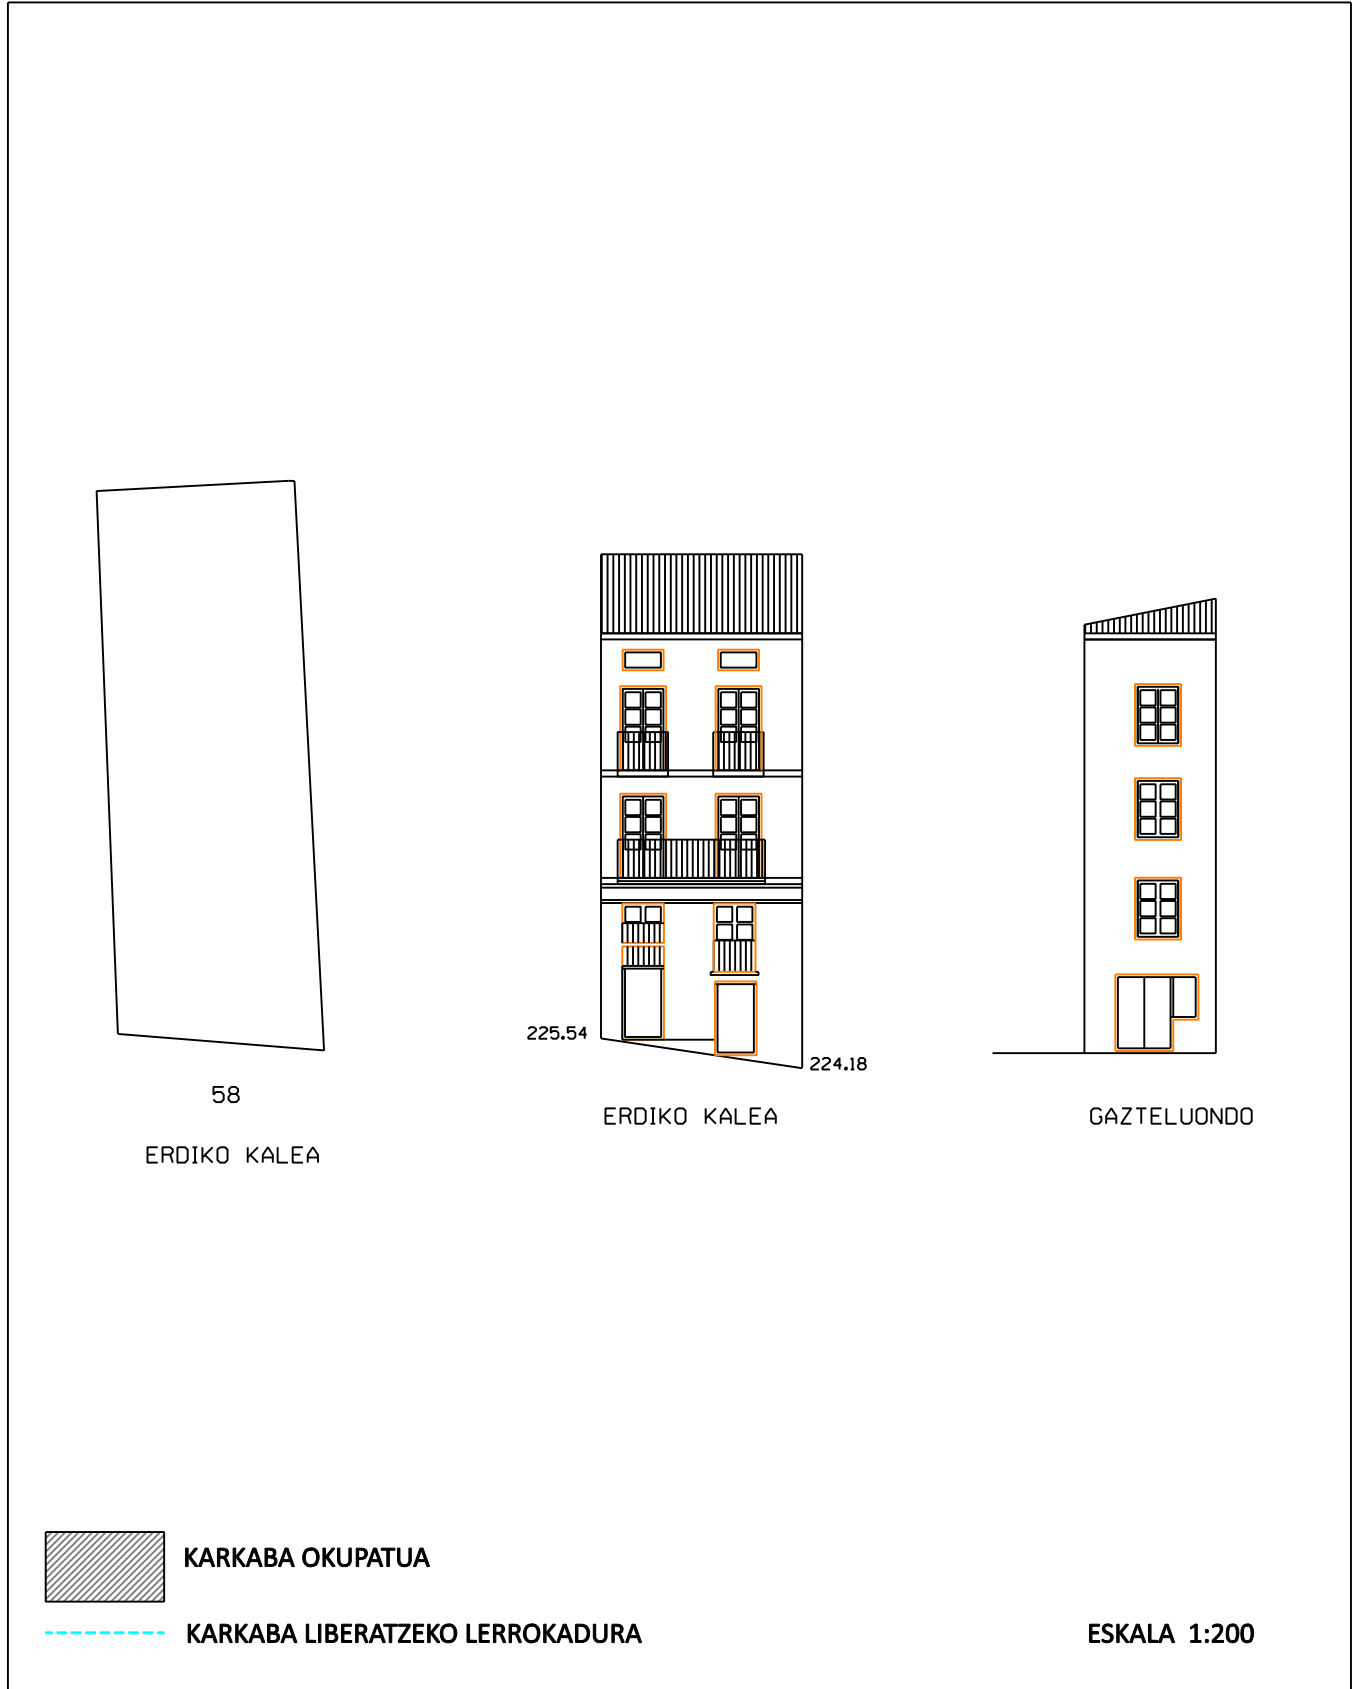 225.54
224.18
58
ERDIKO KALEA
ERDIKO KALEA
GAZTELUONDO
KARKABA OKUPATUA
KARKABA LIBERATZEKO LERROKADURA
ESKALA 1:200